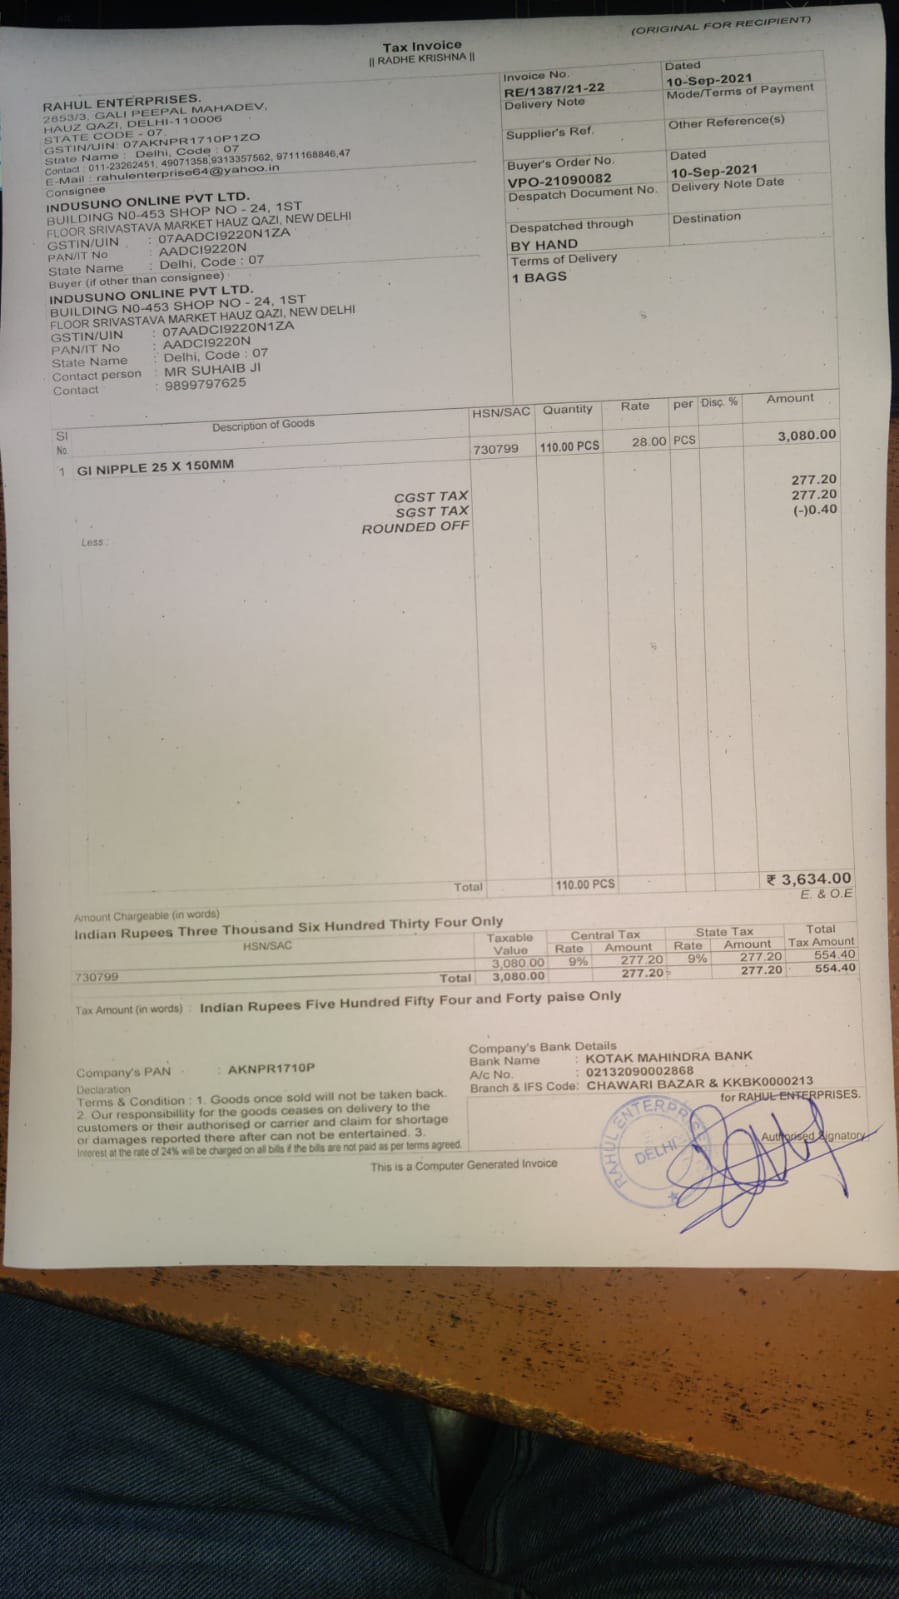 (ORIGINAL FOR RECIPIENT)
Tax Invoice
|| RADHE KRISHNA ||
RAHUL ENTERPRISES.
2653/3, GALI PEEPAL MAHADEV,
HAUZ QAZI, DELHI-110006
STATE CODE - 07
GSTIN/UIN: 07AKNPR1710P1ZO
State Name : Delhi, Code : 07
Contact : 011-23262451, 49071358,9313357562, 9711168846,47
E-Mail : rahulenterprise64@yahoo.in
Consignee
INDUSUNO ONLINE PVT LTD.
BUILDING N0-453 SHOP NO - 24, 1ST
FLOOR SRIVASTAVA MARKET HAUZ QAZI, NEW DELHI
GSTIN/UIN : 07AADCI9220N1ZA
PAN/IT No : AADCI9220N
State Name : Delhi, Code : 07
Buyer (if other than consignee)
INDUSUNO ONLINE PVT LTD.
BUILDING N0-453 SHOP NO - 24, 1ST
FLOOR SRIVASTAVA MARKET HAUZ QAZI, NEW DELHI
GSTIN/UIN : 07AADCI9220N1ZA
PAN/IT No : AADCI9220N
State Name : Delhi, Code : 07
Contact person : MR SUHAIB JI
Contact : 9899797625
Invoice No. Dated
RE/1387/21-22 10-Sep-2021
Delivery Note Mode/Terms of Payment
Supplier's Ref. Other Reference(s)
Buyer's Order No. Dated
VPO-21090082 10-Sep-2021
Despatch Document No. Delivery Note Date
Despatched through Destination
BY HAND
Terms of Delivery
1 BAGS
Sl No. Description of Goods HSN/SAC Quantity Rate per Disc. % Amount
1 GI NIPPLE 25 X 150MM 730799 110.00 PCS 28.00 PCS 3,080.00
CGST TAX 277.20
SGST TAX 277.20
Less : ROUNDED OFF (-)0.40
Total 110.00 PCS ₹ 3,634.00
E. & O.E
Amount Chargeable (in words)
Indian Rupees Three Thousand Six Hundred Thirty Four Only
HSN/SAC Taxable Value Central Tax State Tax Total Tax Amount
Rate Amount Rate Amount
730799 3,080.00 9% 277.20 9% 277.20 554.40
Total 3,080.00 277.20 277.20 554.40
Tax Amount (in words) : Indian Rupees Five Hundred Fifty Four and Forty paise Only
Company's Bank Details
Bank Name : KOTAK MAHINDRA BANK
A/c No. : 02132090002868
Branch & IFS Code: CHAWARI BAZAR & KKBK0000213
Company's PAN : AKNPR1710P
Declaration
Terms & Condition : 1. Goods once sold will not be taken back.
2. Our responsibility for the goods ceases on delivery to the
customers or their authorised or carrier and claim for shortage
or damages reported there after can not be entertained. 3.
Interest at the rate of 24% will be charged on all bills if the bills are not paid as per terms agreed.
for RAHUL ENTERPRISES.
RAHUL ENTERPRISES
DELHI
Authorised Signatory
This is a Computer Generated Invoice